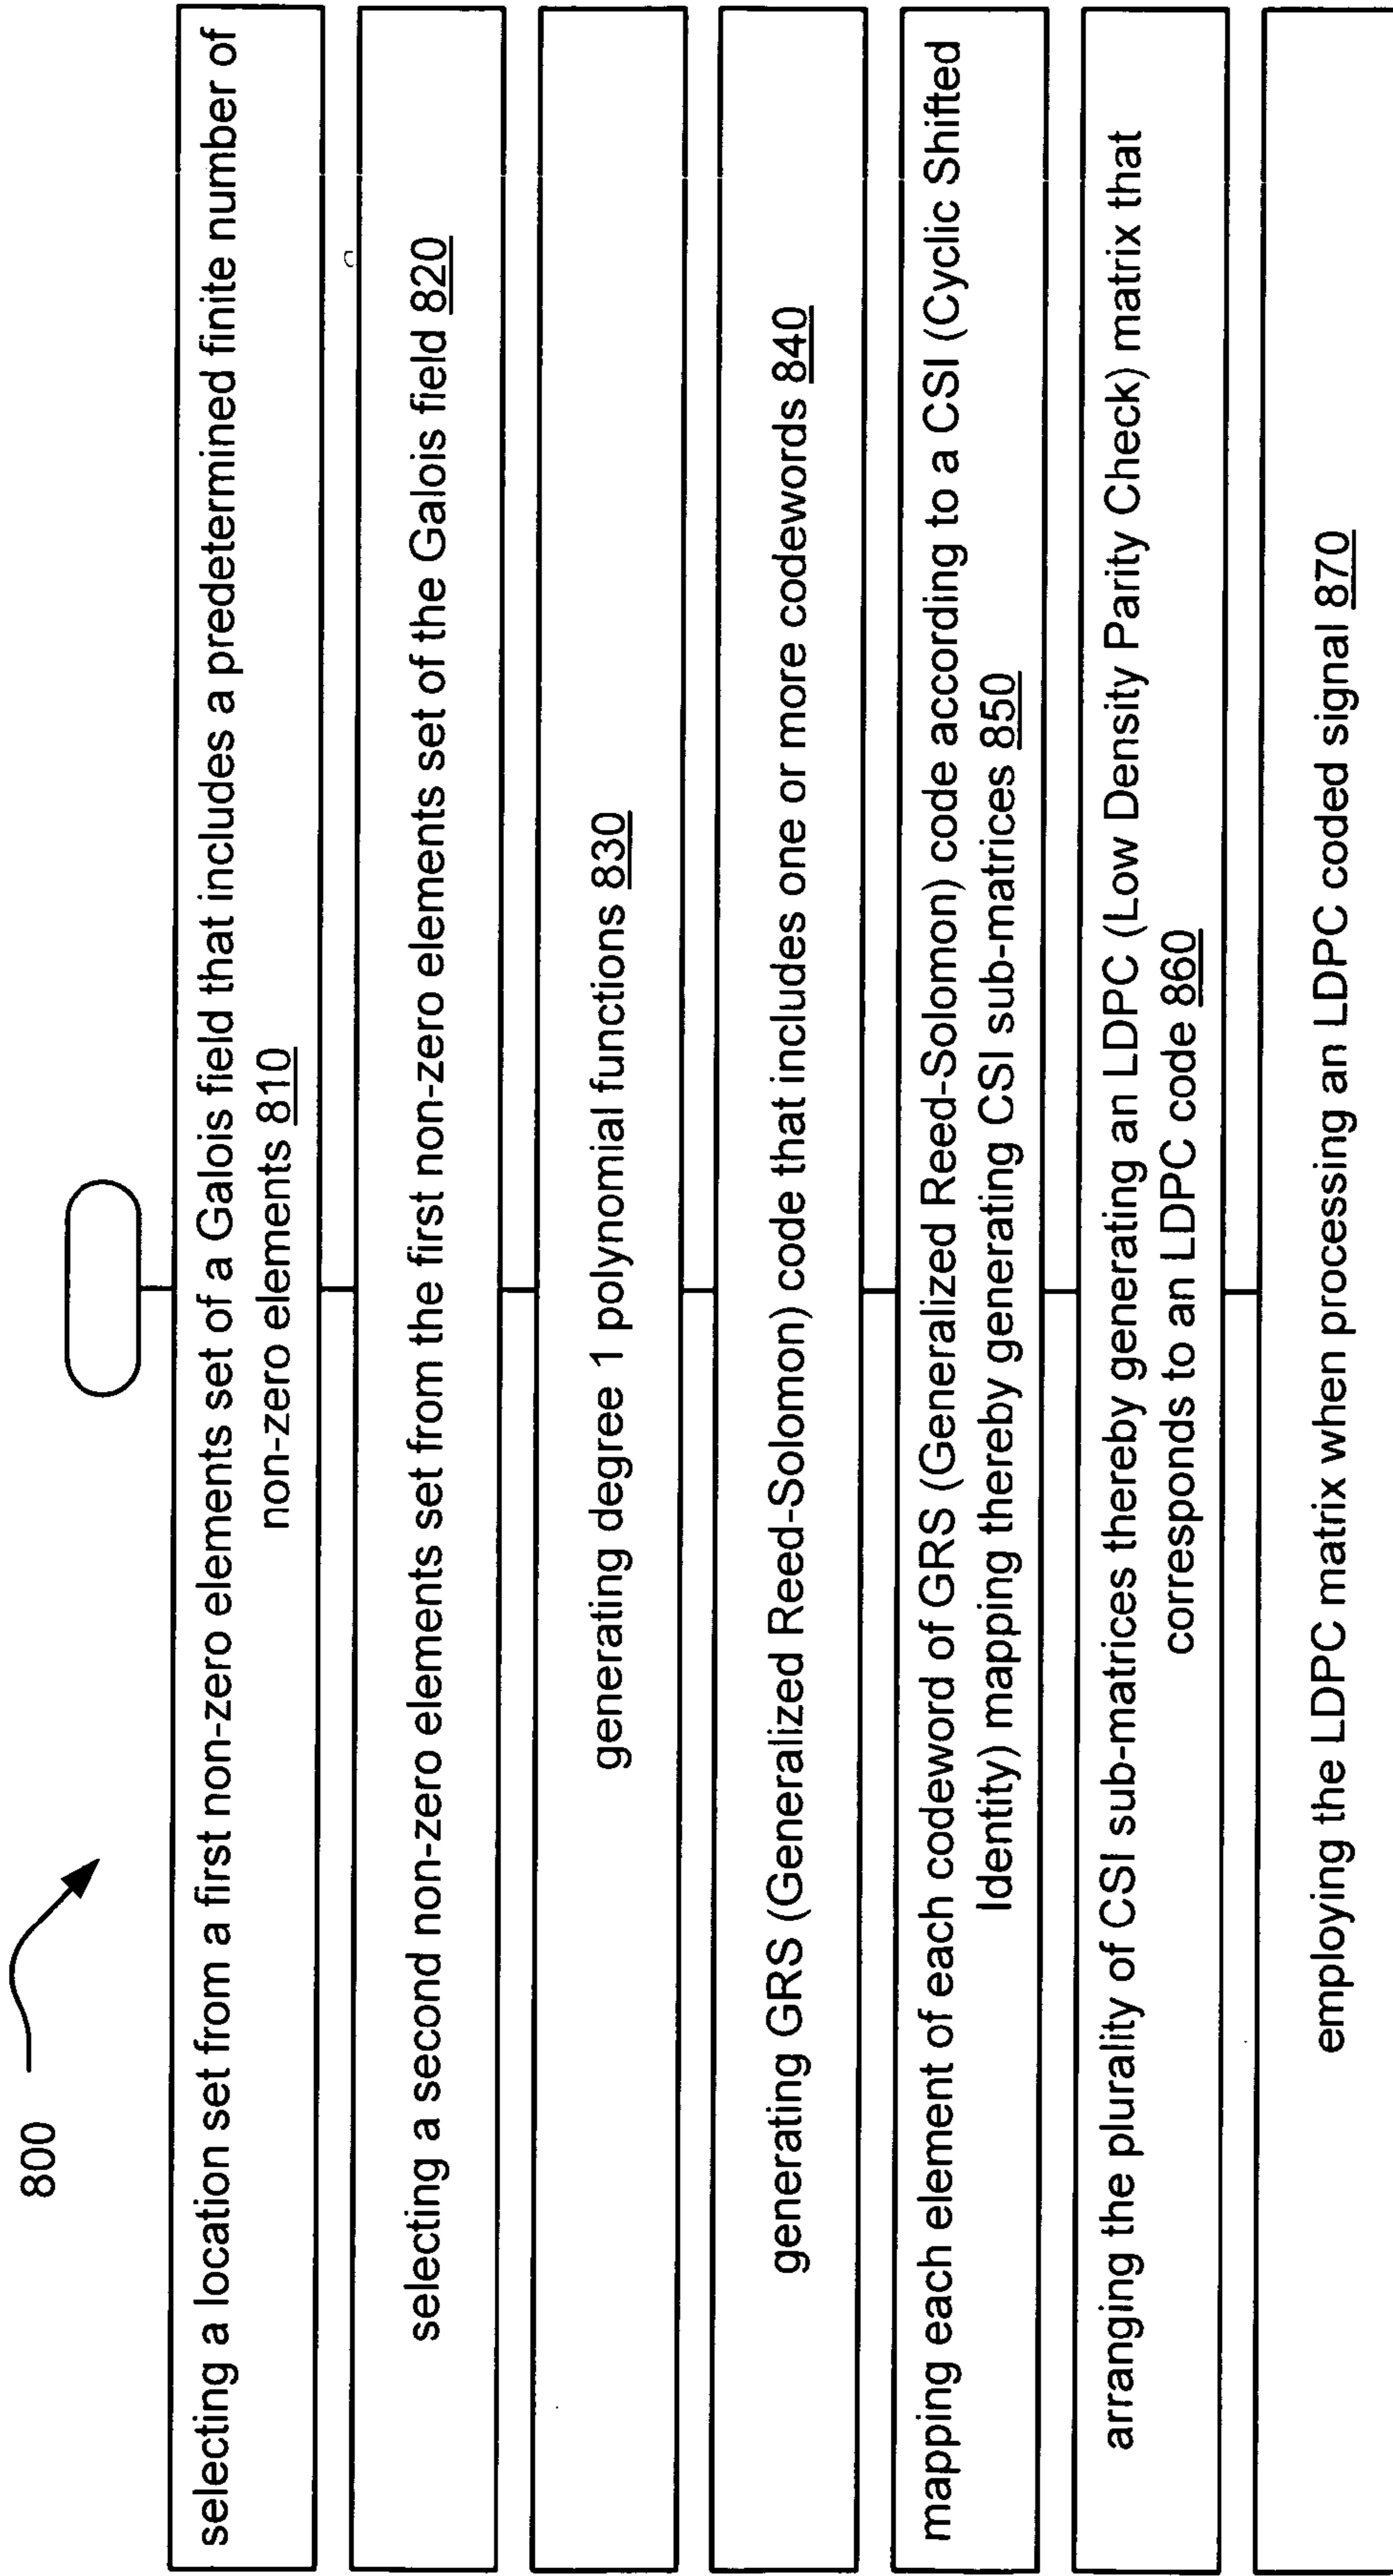 800
selecting a location set from a first non-zero elements set of a Galois field that includes a predetermined finite number of
non-zero elements 810
selecting a second non-zero elements set from the first non-zero elements set of the Galois field 820
generating degree 1 polynomial functions 830
generating GRS (Generalized Reed-Solomon) code that includes one or more codewords 840
mapping each element of each codeword of GRS (Generalized Reed-Solomon) code according to a CSI (Cyclic Shifted
Identity) mapping thereby generating CSI sub-matrices 850
arranging the plurality of CSI sub-matrices thereby generating an LDPC (Low Density Parity Check) matrix that
corresponds to an LDPC code 860
employing the LDPC matrix when processing an LDPC coded signal 870